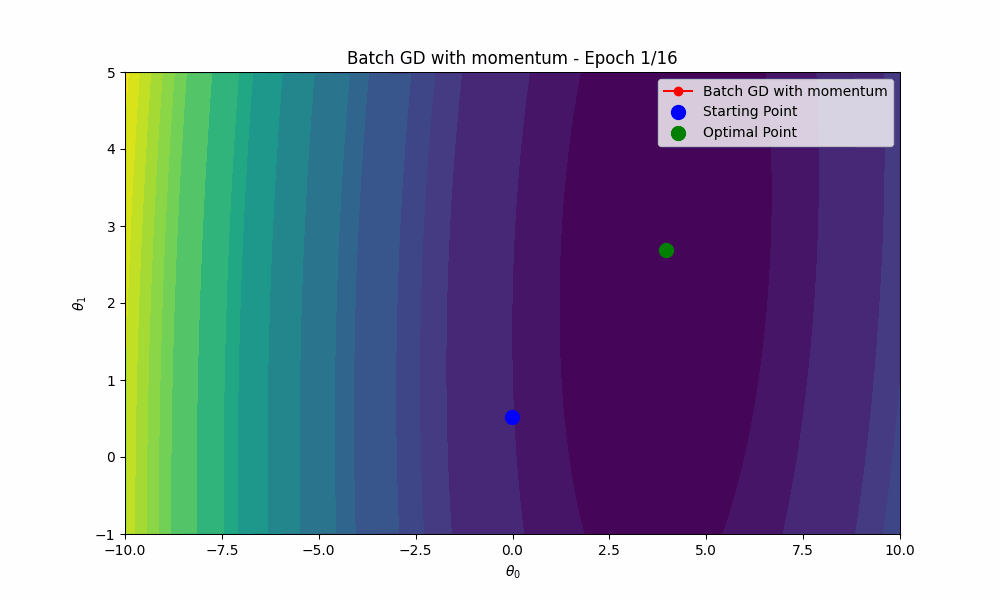 Batch GD with momentum - Epoch 1/16
Batch GD with momentum
Starting Point
Optimal Point
5
4
3
2
1
0
−1
θ₁
−10.0
−7.5
−5.0
−2.5
0.0
2.5
5.0
7.5
10.0
θ₀